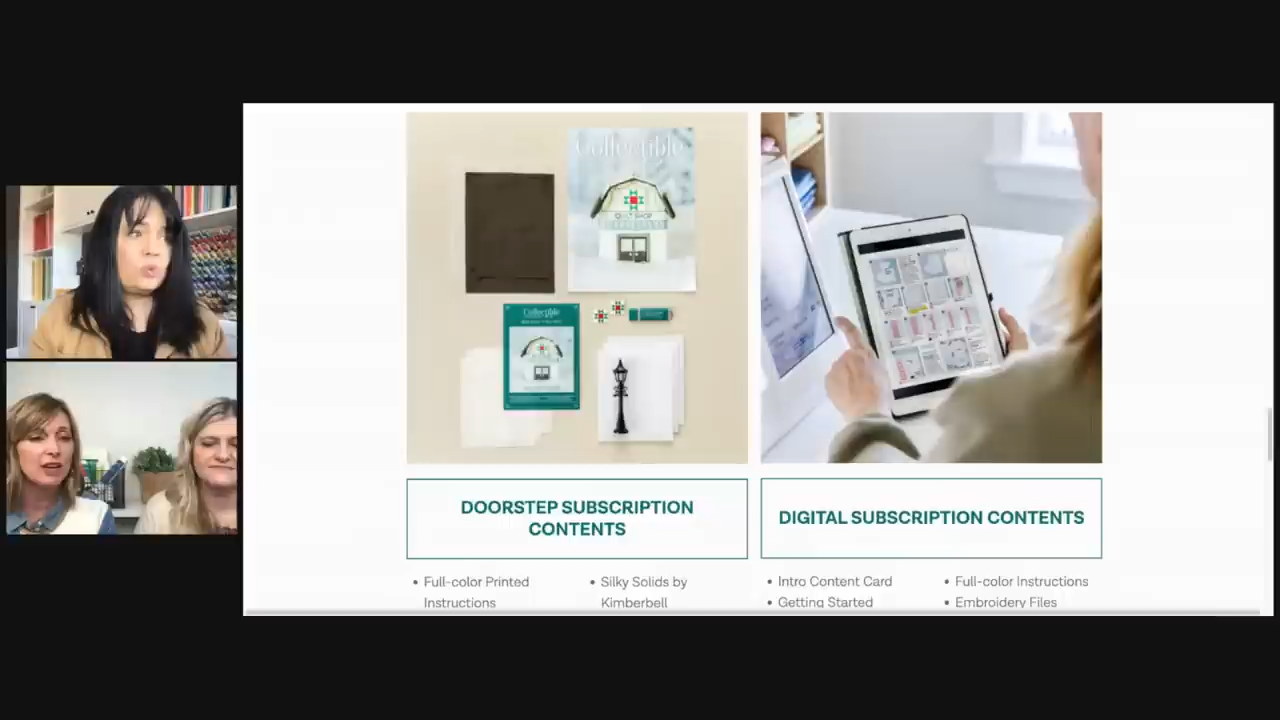 Collectible
QUILT SHOP
Collectible
DOORSTEP SUBSCRIPTION
CONTENTS
DIGITAL SUBSCRIPTION CONTENTS
• Full-color Printed
Instructions
• Silky Solids by
Kimberbell
• Intro Content Card
• Getting Started
• Full-color Instructions
• Embroidery Files